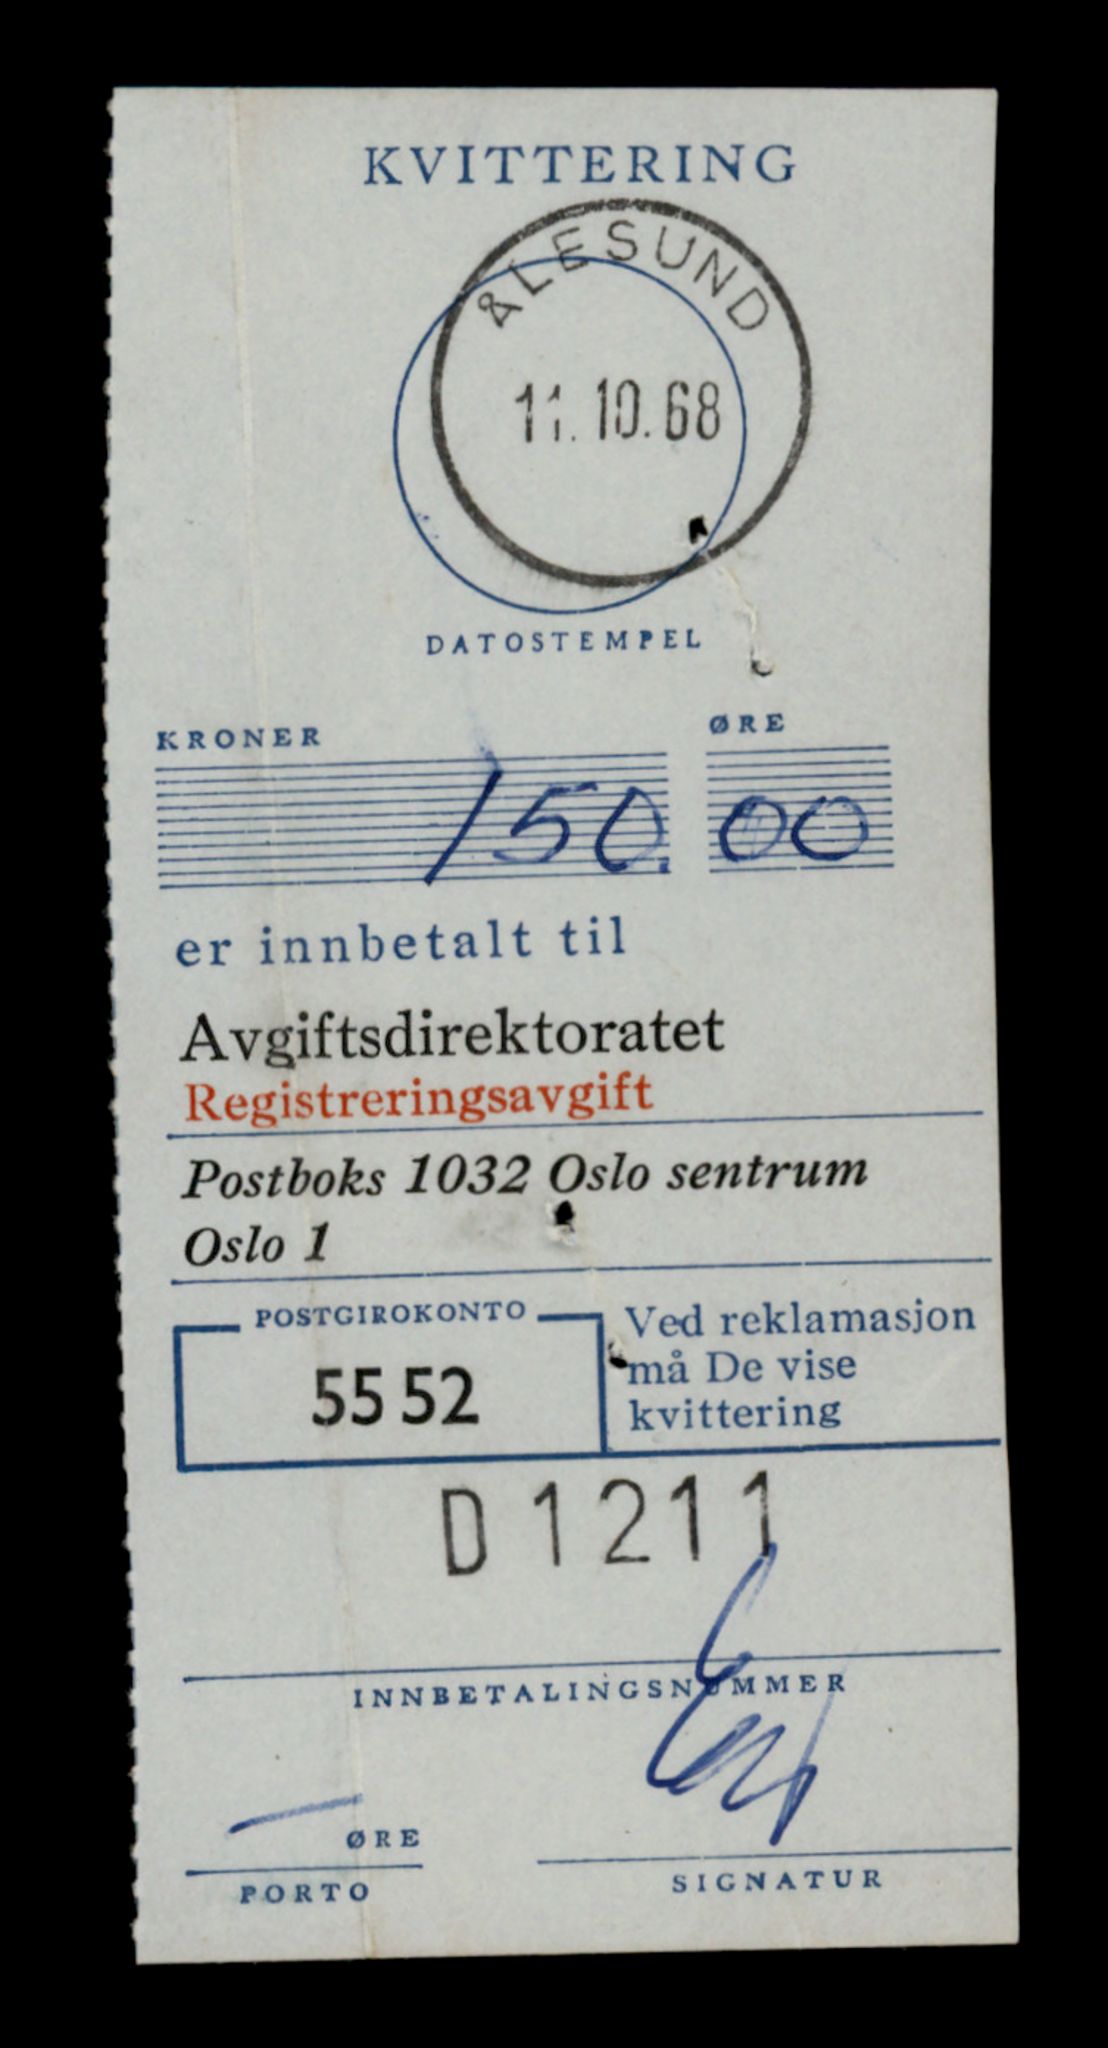 KVITTERING
ÅLESUND
11.10.68
DATOSTEMPEL
KRONER ØRE
150. 00
er innbetalt til
Avgiftsdirektoratet
Registreringsavgift
Postboks 1032 Oslo sentrum
Oslo 1
POSTGIROKONTO
55 52
Ved reklamasjon
må De vise
kvittering
D 1211
INNBETALINGSNUMMER
ØRE
PORTO
SIGNATUR